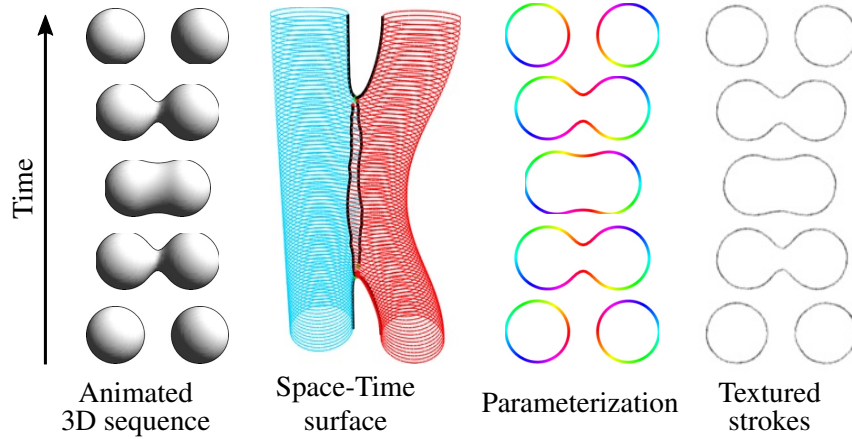 Time
Animated
3D sequence
Space-Time
surface
Parameterization
Textured
strokes